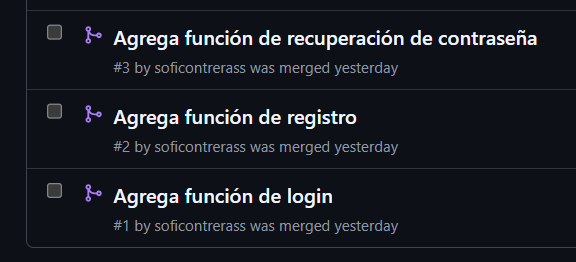 Agrega función de recuperación de contraseña
#3 by soficontrerass was merged yesterday
Agrega función de registro
#2 by soficontrerass was merged yesterday
Agrega función de login
#1 by soficontrerass was merged yesterday